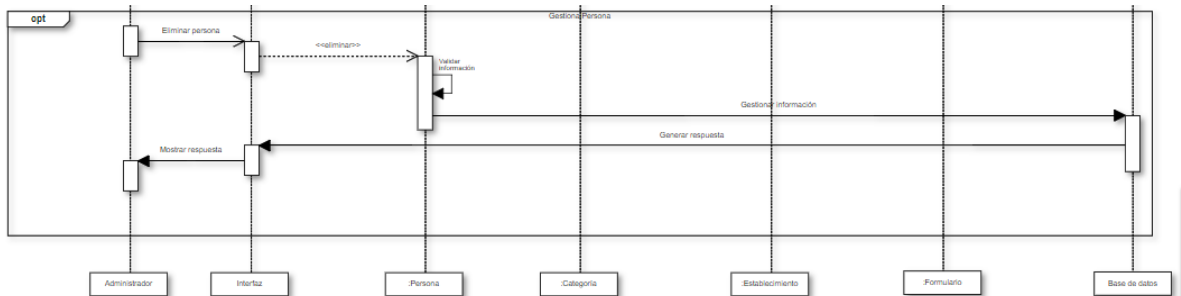 opt
Gestiona Persona
Eliminar persona
<<eliminar>>
Validar
información
Gestionar información
Generar respuesta
Mostrar respuesta
Administrador
Interfaz
:Persona
:Categoría
:Establecimiento
:Formulario
Base de datos